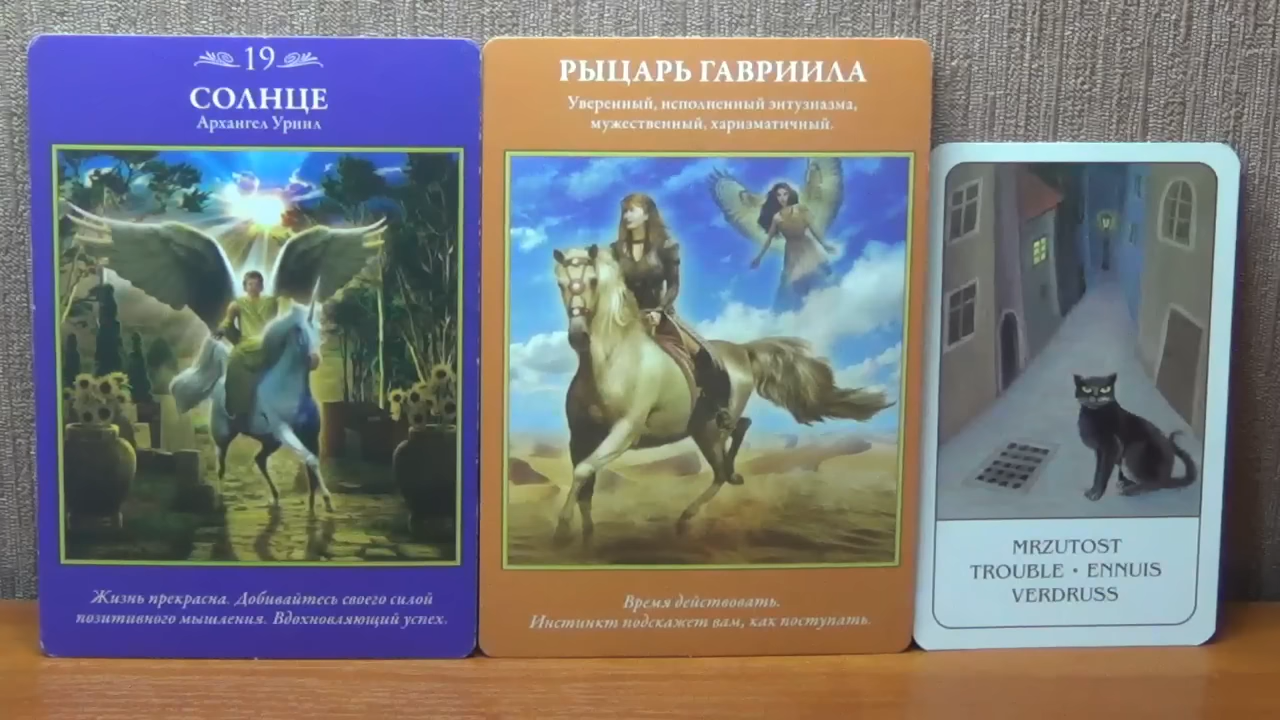 19
СОЛНЦЕ
Архангел Уриил
Жизнь прекрасна. Добивайтесь своего силой
позитивного мышления. Вдохновляющий успех.
РЫЦАРЬ ГАВРИИЛА
Уверенный, исполненный энтузиазма,
мужественный, харизматичный.
Время действовать.
Инстинкт подскажет вам, как поступать.
MRZUTOST
TROUBLE • ENNUIS
VERDRUSS